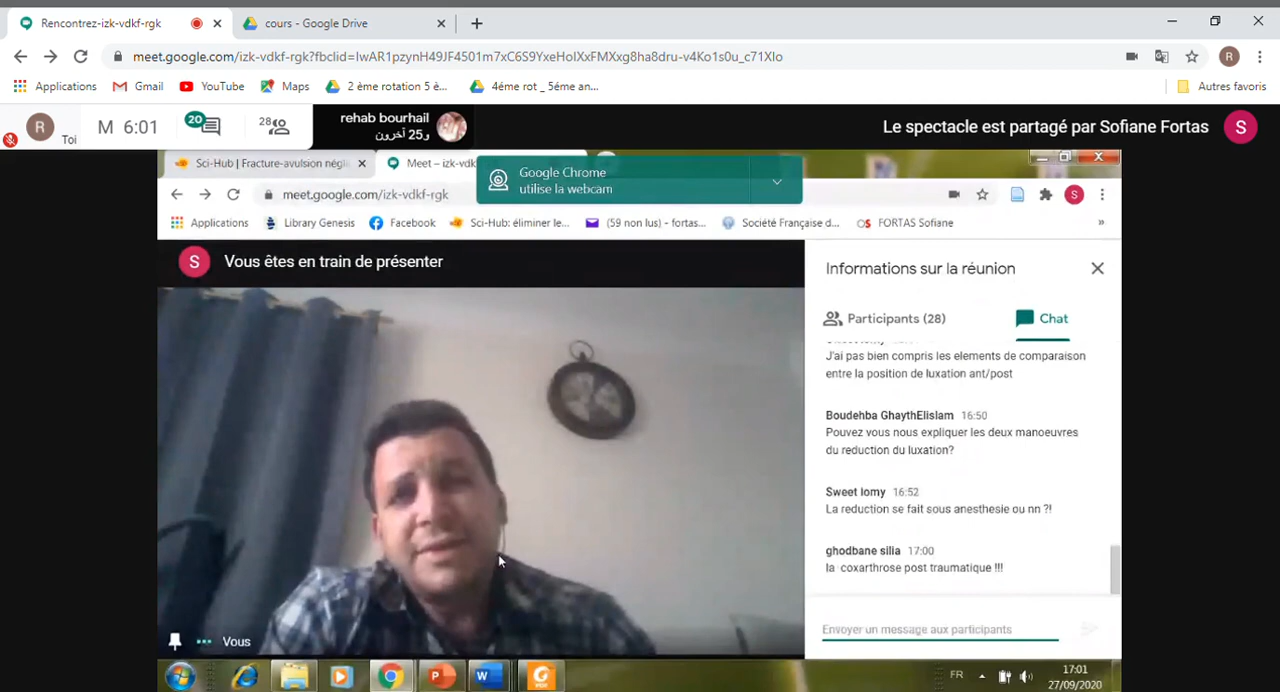 Rencontrez-izk-vdkf-rgk
cours - Google Drive
meet.google.com/izk-vdkf-rgk?fbclid=IwAR1pzynH49JF4501m7xC6S9YxeHoIXxFMXxg8ha8dru-v4Ko1s0u_c71XIo
R
Applications
Gmail
YouTube
Maps
2 ème rotation 5 è...
4éme rot _ 5éme an...
Autres favoris
R
Toi
M 6:01
20
28
rehab bourhail
و25 آخرون
Le spectacle est partagé par Sofiane Fortas
S
Sci-Hub | Fracture-avulsion négli
Meet – izk-vdk
Google Chrome
utilise la webcam
meet.google.com/izk-vdkf-rgk
S
Applications
Library Genesis
Facebook
Sci-Hub: éliminer le...
(59 non lus) - fortas...
Société Française d...
OS FORTAS Sofiane
»
S
Vous êtes en train de présenter
Informations sur la réunion
Participants (28)
Chat
J'ai pas bien compris les elements de comparaison
entre la position de luxation ant/post
Boudehba GhaythElislam 16:50
Pouvez vous nous expliquer les deux manoeuvres
du reduction du luxation?
Sweet lomy 16:52
La reduction se fait sous anesthesie ou nn ?!
ghodbane silia 17:00
la coxarthrose post traumatique !!!
Envoyer un message aux participants
Vous
FR
17:01
27/09/2020